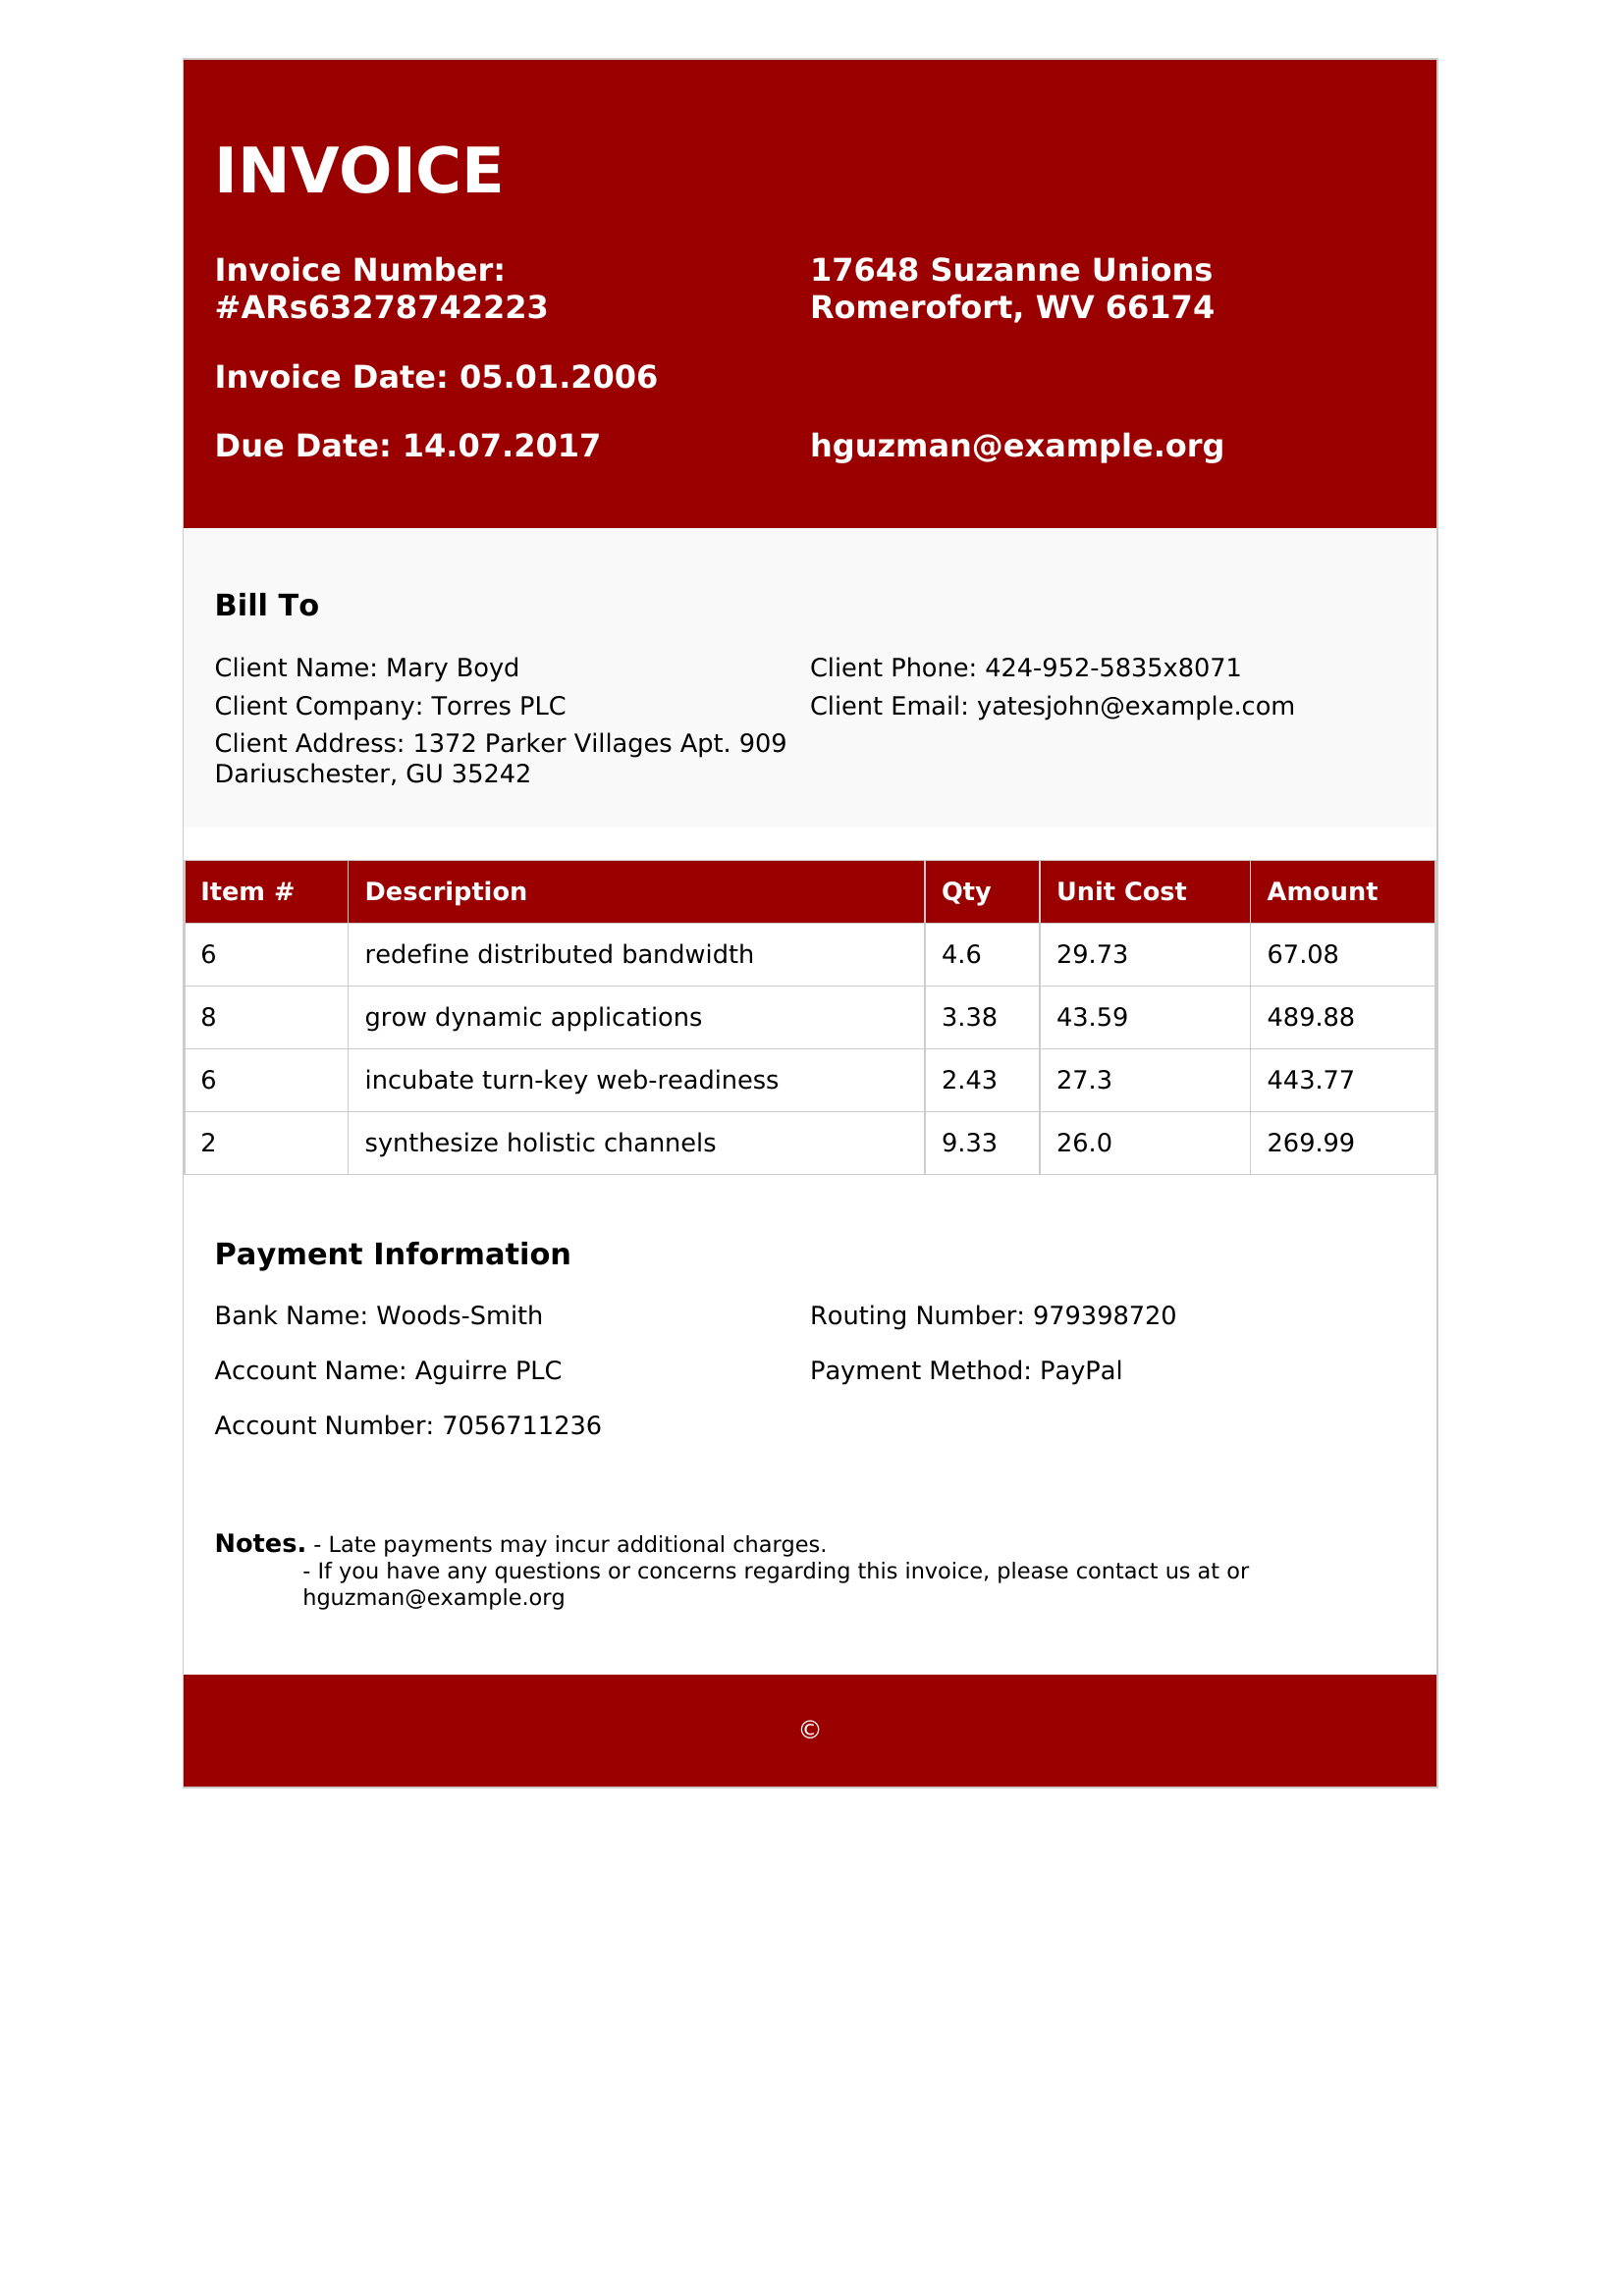 INVOICE
Invoice Number:
#ARs63278742223
17648 Suzanne Unions
Romerofort, WV 66174
Invoice Date: 05.01.2006
Due Date: 14.07.2017
hguzman@example.org
Bill To
Client Name: Mary Boyd
Client Phone: 424-952-5835x8071
Client Company: Torres PLC
Client Email: yatesjohn@example.com
Client Address: 1372 Parker Villages Apt. 909
Dariuschester, GU 35242
Item # Description Qty Unit Cost Amount
6 redefine distributed bandwidth 4.6 29.73 67.08
8 grow dynamic applications 3.38 43.59 489.88
6 incubate turn-key web-readiness 2.43 27.3 443.77
2 synthesize holistic channels 9.33 26.0 269.99
Payment Information
Bank Name: Woods-Smith
Routing Number: 979398720
Account Name: Aguirre PLC
Payment Method: PayPal
Account Number: 7056711236
Notes. - Late payments may incur additional charges.
- If you have any questions or concerns regarding this invoice, please contact us at or
hguzman@example.org
©